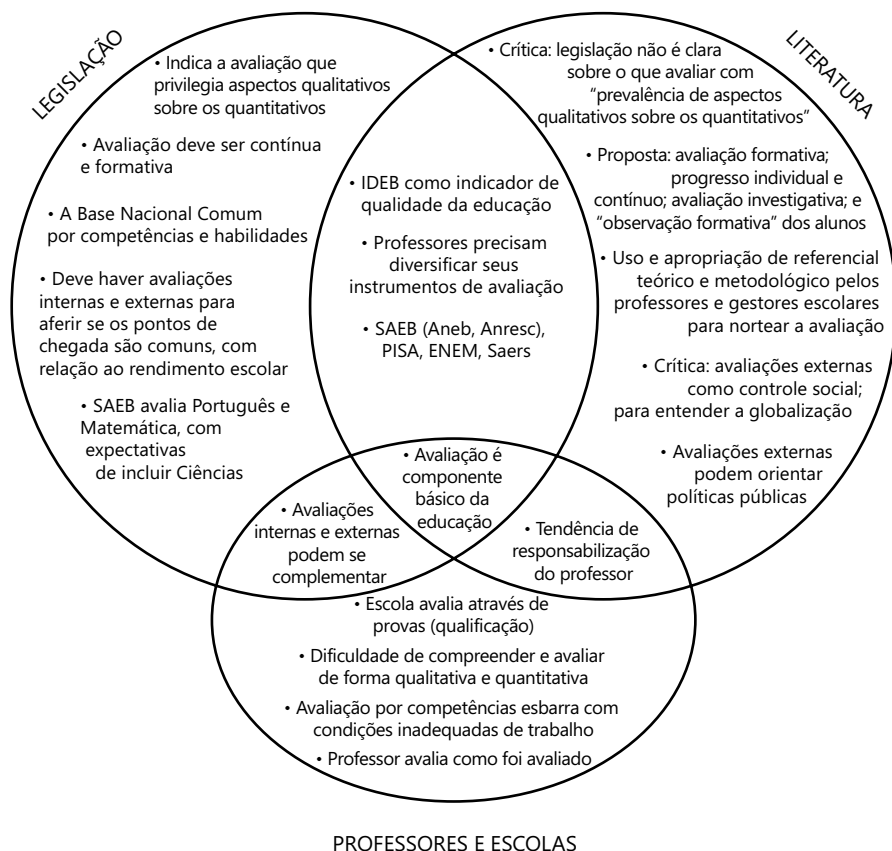 LEGISLAÇÃO
• Indica a avaliação que
privilegia aspectos qualitativos
sobre os quantitativos
• Avaliação deve ser contínua
e formativa
• A Base Nacional Comum
por competências e habilidades
• Deve haver avaliações
internas e externas para
aferir se os pontos de
chegada são comuns, com
relação ao rendimento escolar
• SAEB avalia Português e
Matemática, com
expectativas
de incluir Ciências
• IDEB como indicador de
qualidade da educação
• Professores precisam
diversificar seus
instrumentos de avaliação
• SAEB (Aneb, Anresc),
PISA, ENEM, Saers
LITERATURA
• Crítica: legislação não é clara
sobre o que avaliar com
“prevalência de aspectos
qualitativos sobre os quantitativos”
• Proposta: avaliação formativa;
progresso individual e
contínuo; avaliação investigativa; e
“observação formativa” dos alunos
• Uso e apropriação de referencial
teórico e metodológico pelos
professores e gestores escolares
para nortear a avaliação
• Crítica: avaliações externas
como controle social;
para entender a globalização
• Avaliações externas
podem orientar
políticas públicas
• Avaliação é
componente
básico da
educação
• Avaliações
internas e externas
podem se
complementar
• Tendência de
responsabilização
do professor
• Escola avalia através de
provas (qualificação)
• Dificuldade de compreender e avaliar
de forma qualitativa e quantitativa
• Avaliação por competências esbarra com
condições inadequadas de trabalho
• Professor avalia como foi avaliado
PROFESSORES E ESCOLAS